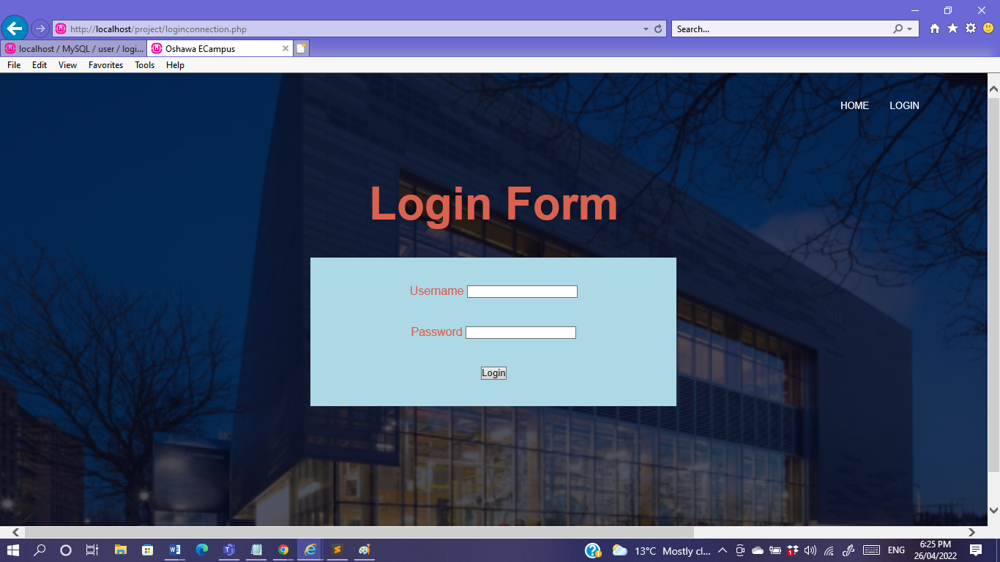 http://localhost/project/loginconnection.php
Search...
localhost / MySQL / user / logi...
Oshawa ECampus
File Edit View Favorites Tools Help
HOME LOGIN
Login Form
Username
Password
Login
13°C Mostly cl...
ENG
6:25 PM
26/04/2022